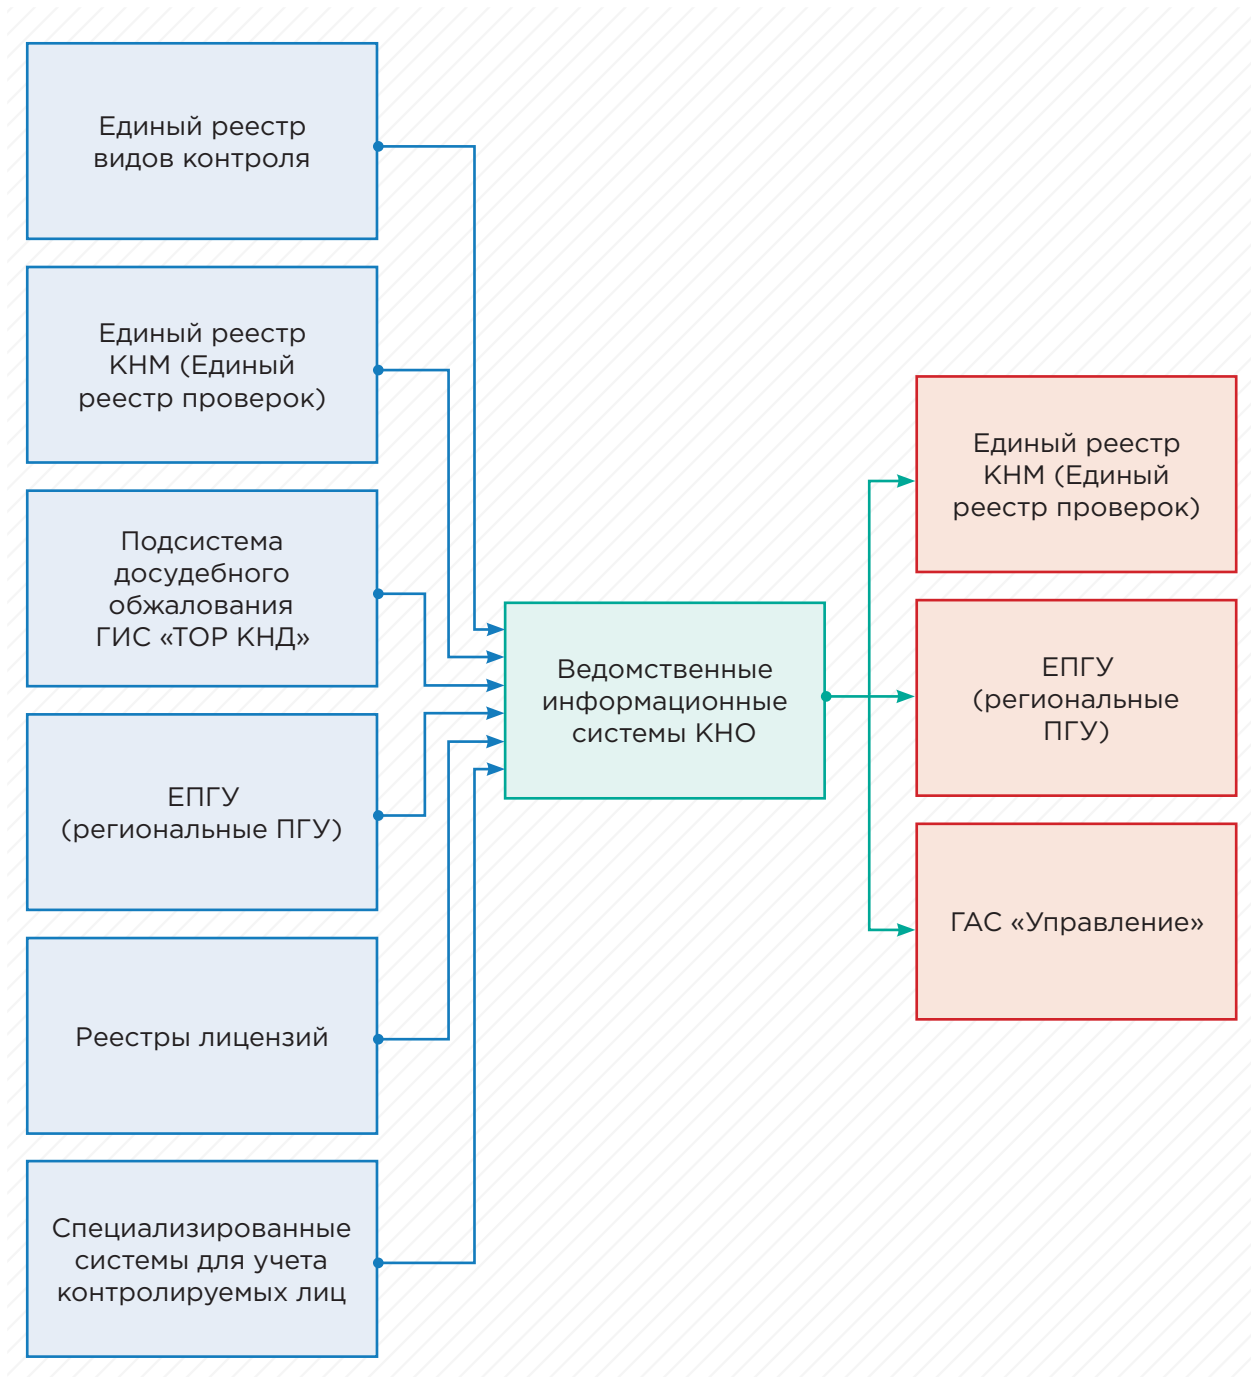 Единый реестр
видов контроля
Единый реестр
КНМ (Единый
реестр проверок)
Подсистема
досудебного
обжалования
ГИС «ТОР КНД»
ЕПГУ
(региональные ПГУ)
Реестры лицензий
Специализированные
системы для учета
контролируемых лиц
Ведомственные
информационные
системы КНО
Единый реестр
КНМ (Единый
реестр проверок)
ЕПГУ
(региональные
ПГУ)
ГАС «Управление»